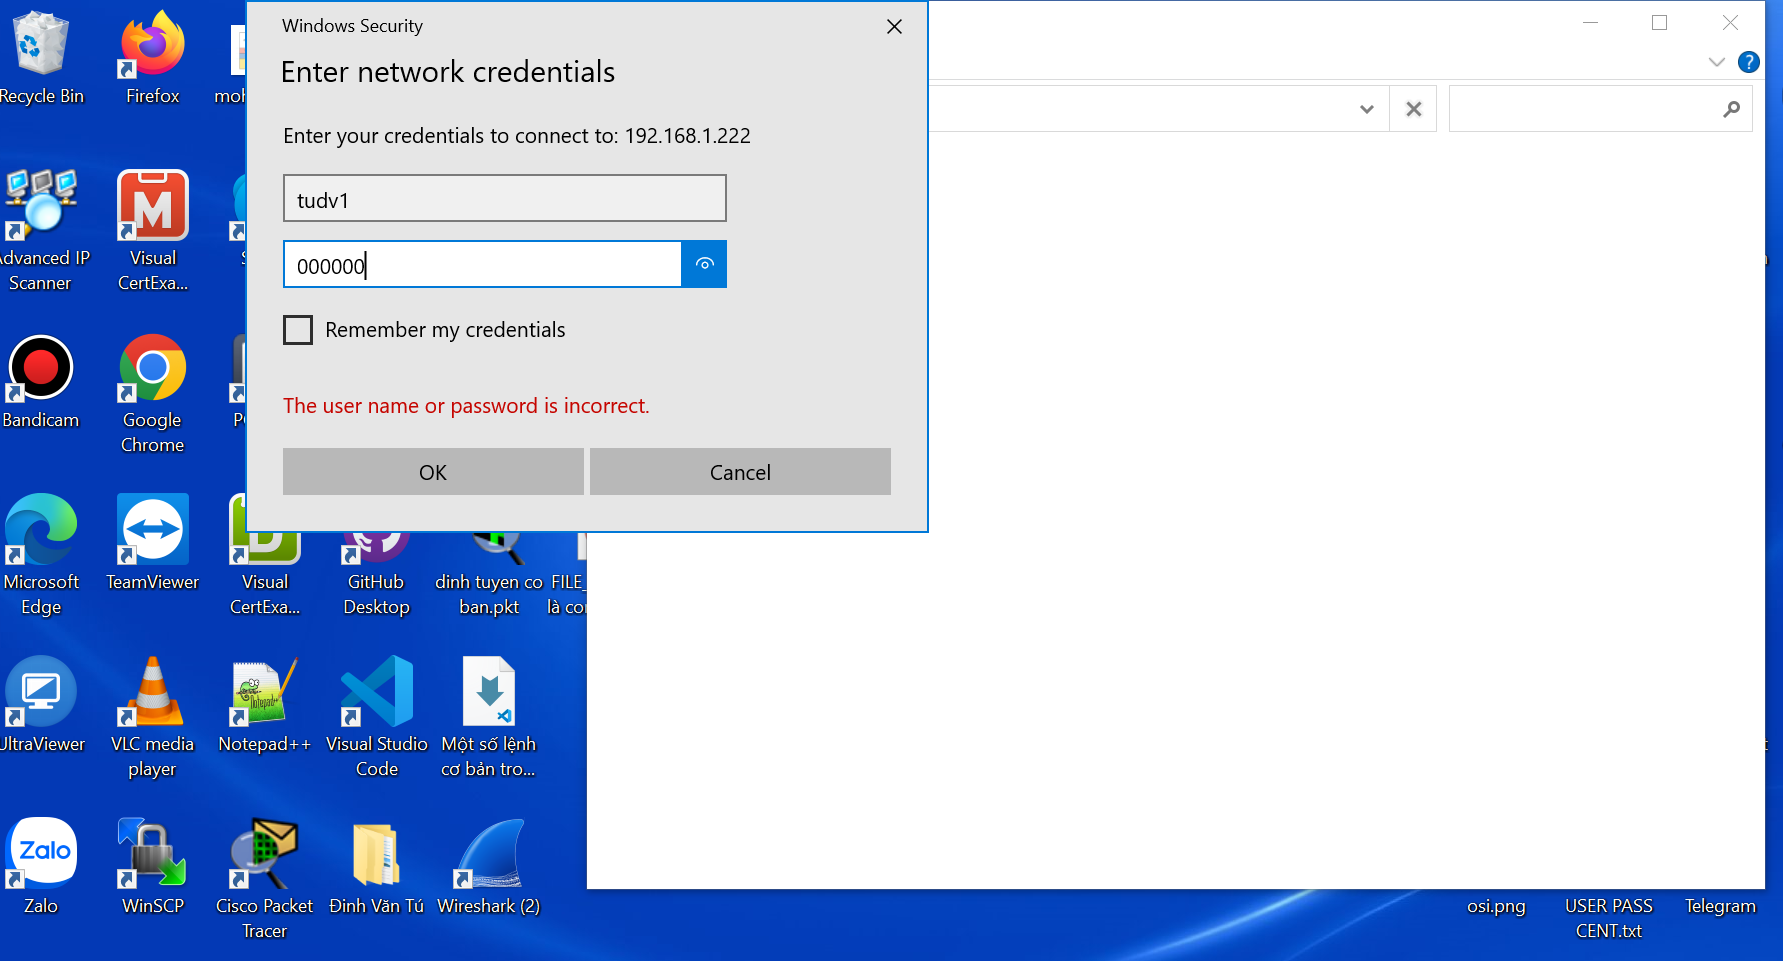 Windows Security
Enter network credentials
Enter your credentials to connect to: 192.168.1.222
tudv1
000000
Remember my credentials
The user name or password is incorrect.
OK
Cancel
Recycle Bin
Firefox
Advanced IP
Scanner
Visual
CertExa...
Bandicam
Google
Chrome
Microsoft
Edge
TeamViewer
Visual
CertExa...
GitHub
Desktop
dinh tuyen co
ban.pkt
FILE_
là
UltraViewer
VLC media
player
Notepad++
Visual Studio
Code
Một số lệnh
cơ bản tro...
Zalo
Zalo
WinSCP
Cisco Packet
Tracer
Đinh Văn Tú
Wireshark (2)
osi.png
USER PASS
CENT.txt
Telegram